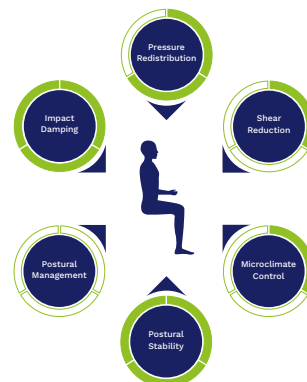 Pressure
Redistribution
Impact
Damping
Shear
Reduction
Postural
Management
Microclimate
Control
Postural
Stability